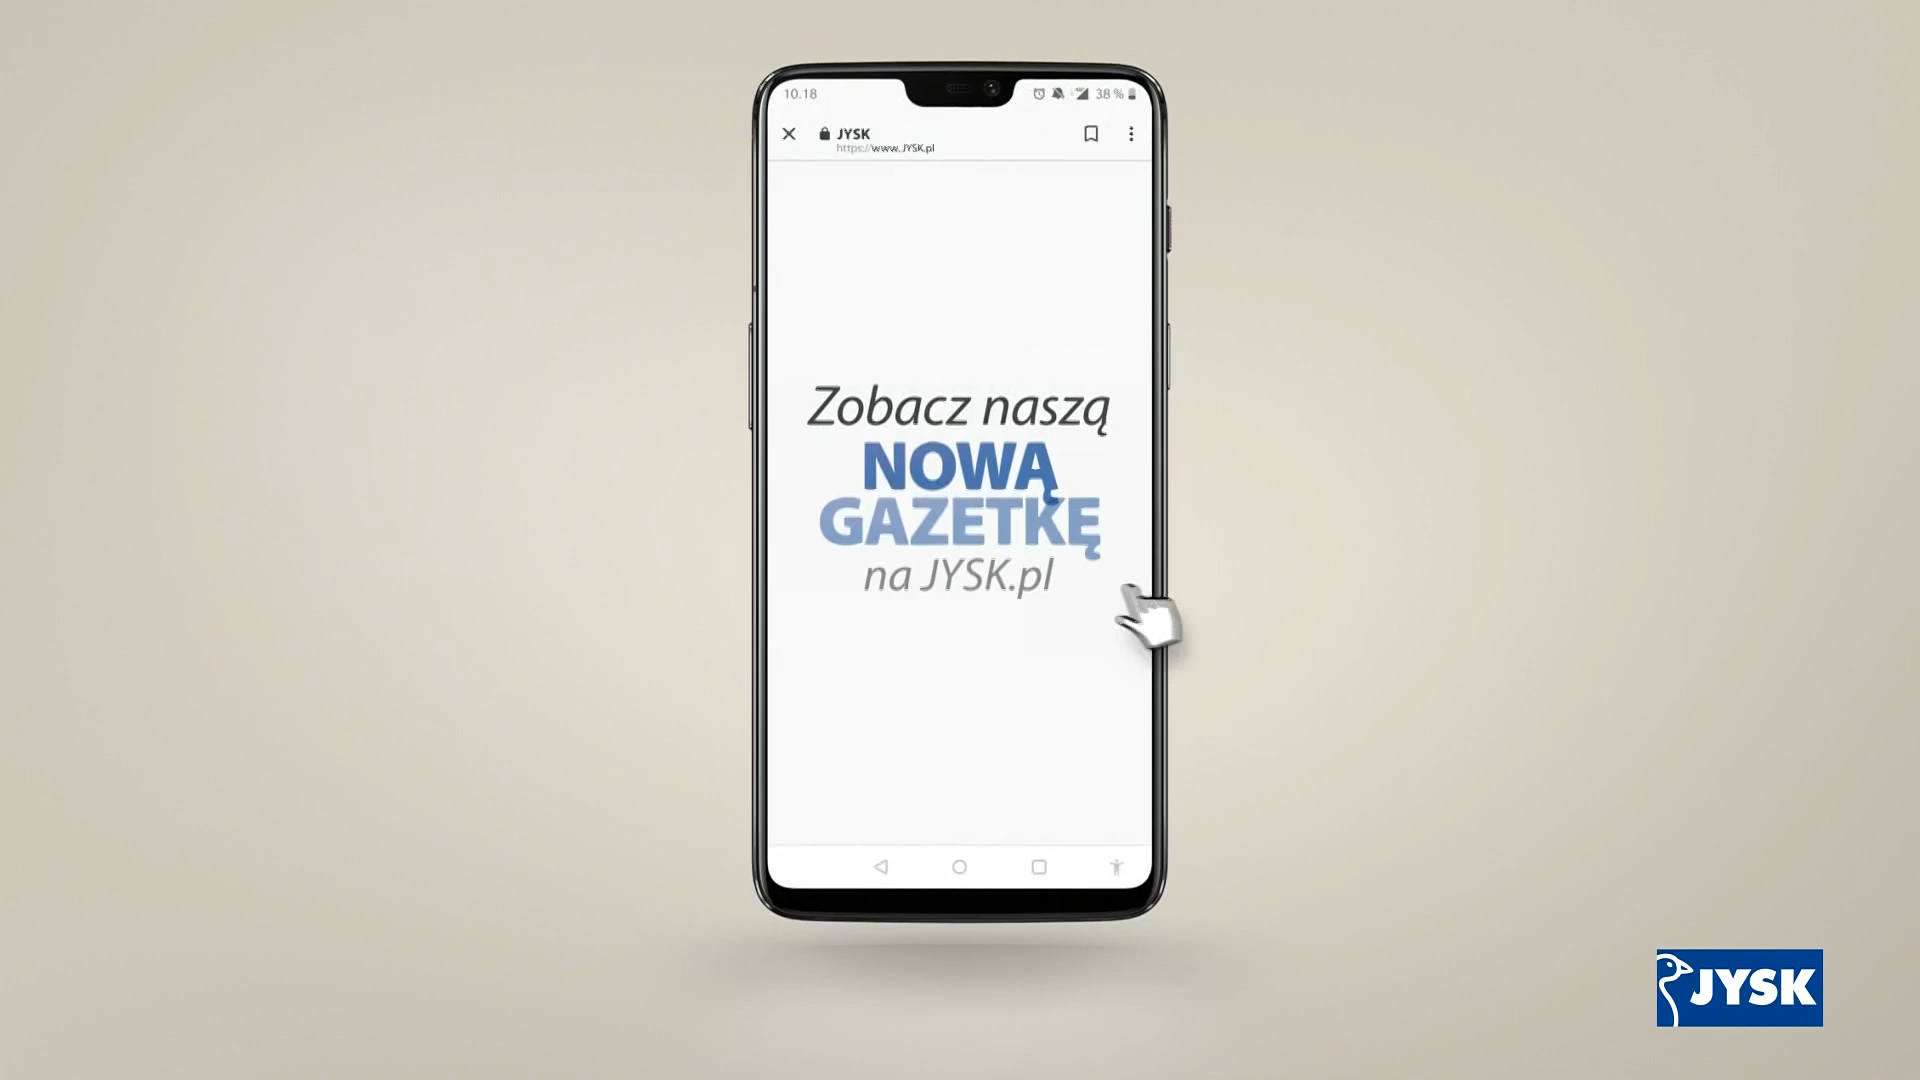 10.18
38 %
JYSK
https://www.JYSK.pl
Zobacz naszą
NOWĄ
GAZETKĘ
na JYSK.pl
JYSK